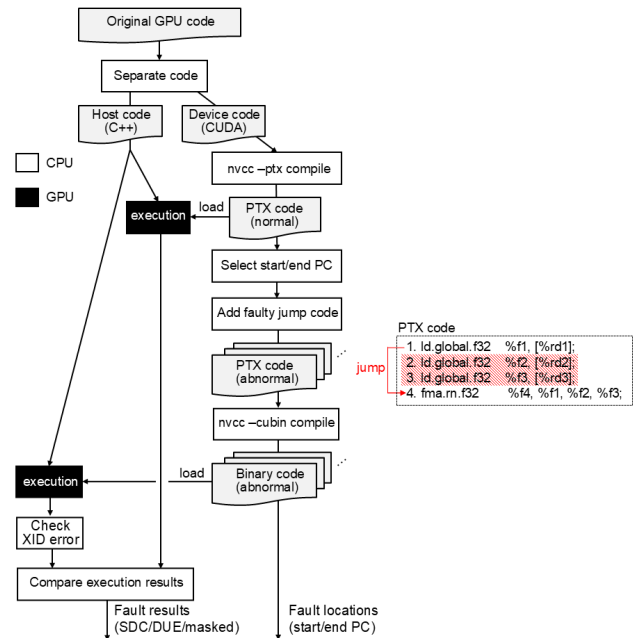 Original GPU code
Separate code
Host code
(C++)
Device code
(CUDA)
CPU
GPU
nvcc –ptx compile
execution
load
PTX code
(normal)
Select start/end PC
Add faulty jump code
PTX code
(abnormal)
PTX code
1. ld.global.f32 %f1, [%rd1];
2. ld.global.f32 %f2, [%rd2];
3. ld.global.f32 %f3, [%rd3];
4. fma.rn.f32 %f4, %f1, %f2, %f3;
jump
nvcc –cubin compile
execution
load
Binary code
(abnormal)
Check
XID error
Compare execution results
Fault results
(SDC/DUE/masked)
Fault locations
(start/end PC)